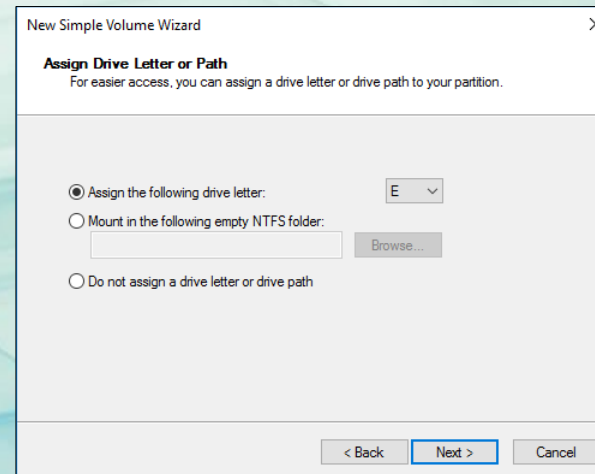 New Simple Volume Wizard
Assign Drive Letter or Path
For easier access, you can assign a drive letter or drive path to your partition.
Assign the following drive letter:
E
Mount in the following empty NTFS folder:
Browse...
Do not assign a drive letter or drive path
< Back
Next >
Cancel